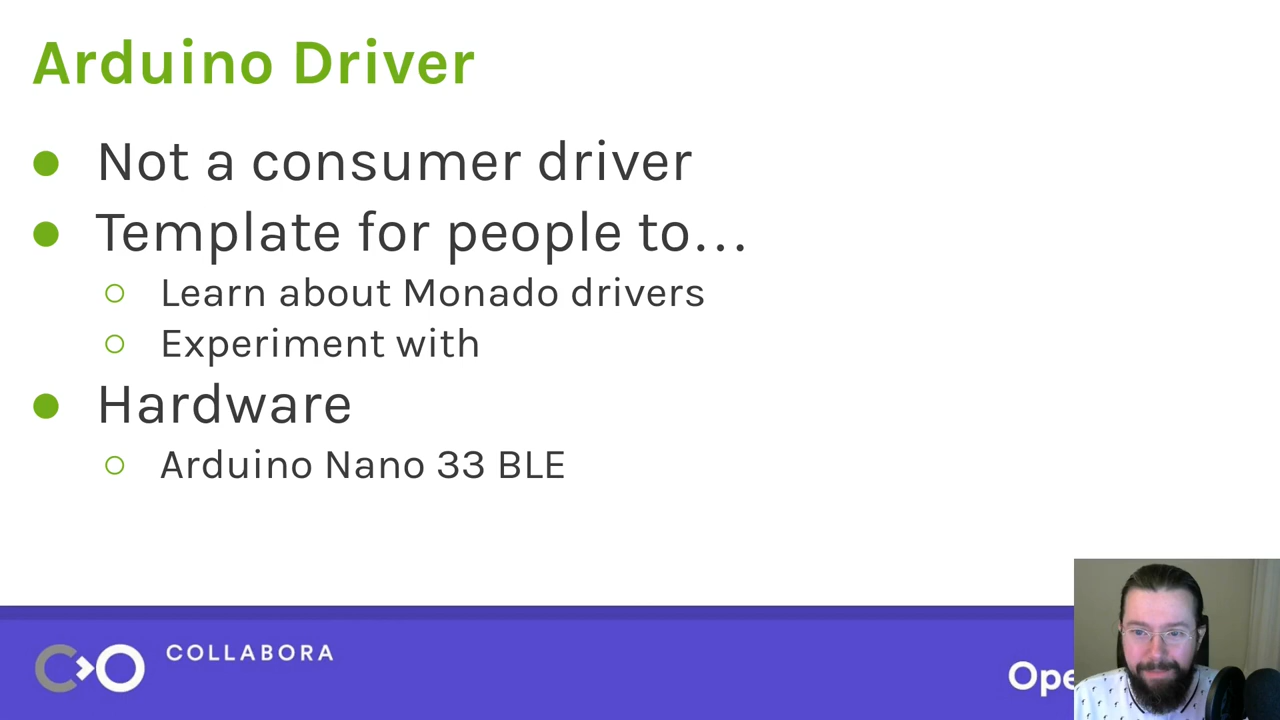 Arduino Driver
Not a consumer driver
Template for people to...
Learn about Monado drivers
Experiment with
Hardware
Arduino Nano 33 BLE
COLLABORA
Ope